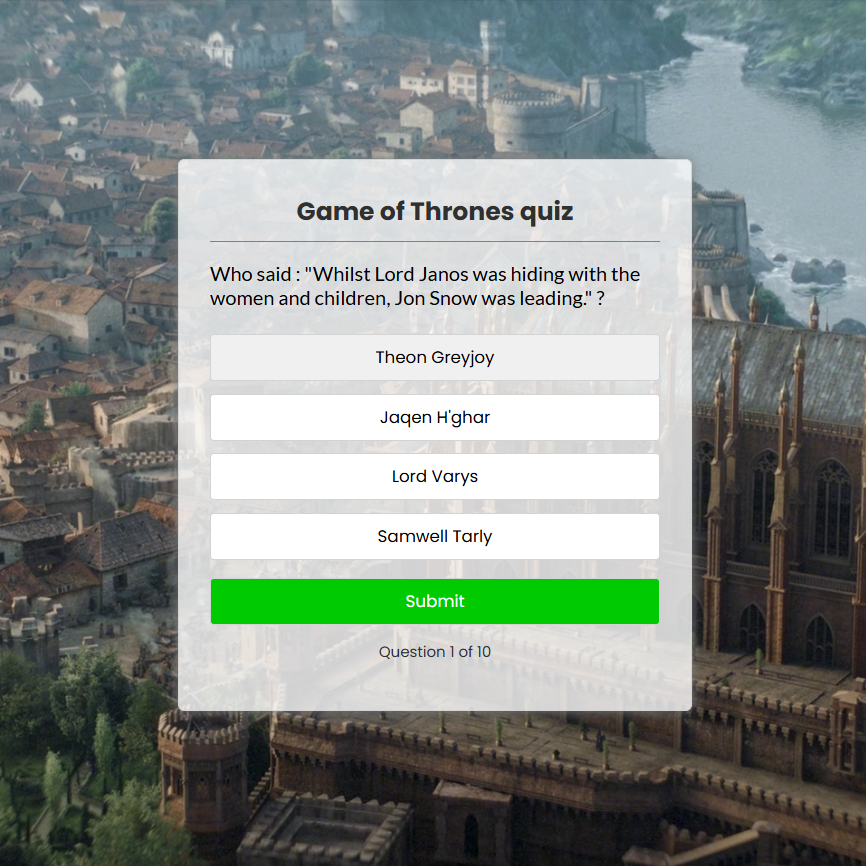 Game of Thrones quiz
Who said : "Whilst Lord Janos was hiding with the
women and children, Jon Snow was leading." ?
Theon Greyjoy
Jaqen H'ghar
Lord Varys
Samwell Tarly
Submit
Question 1 of 10